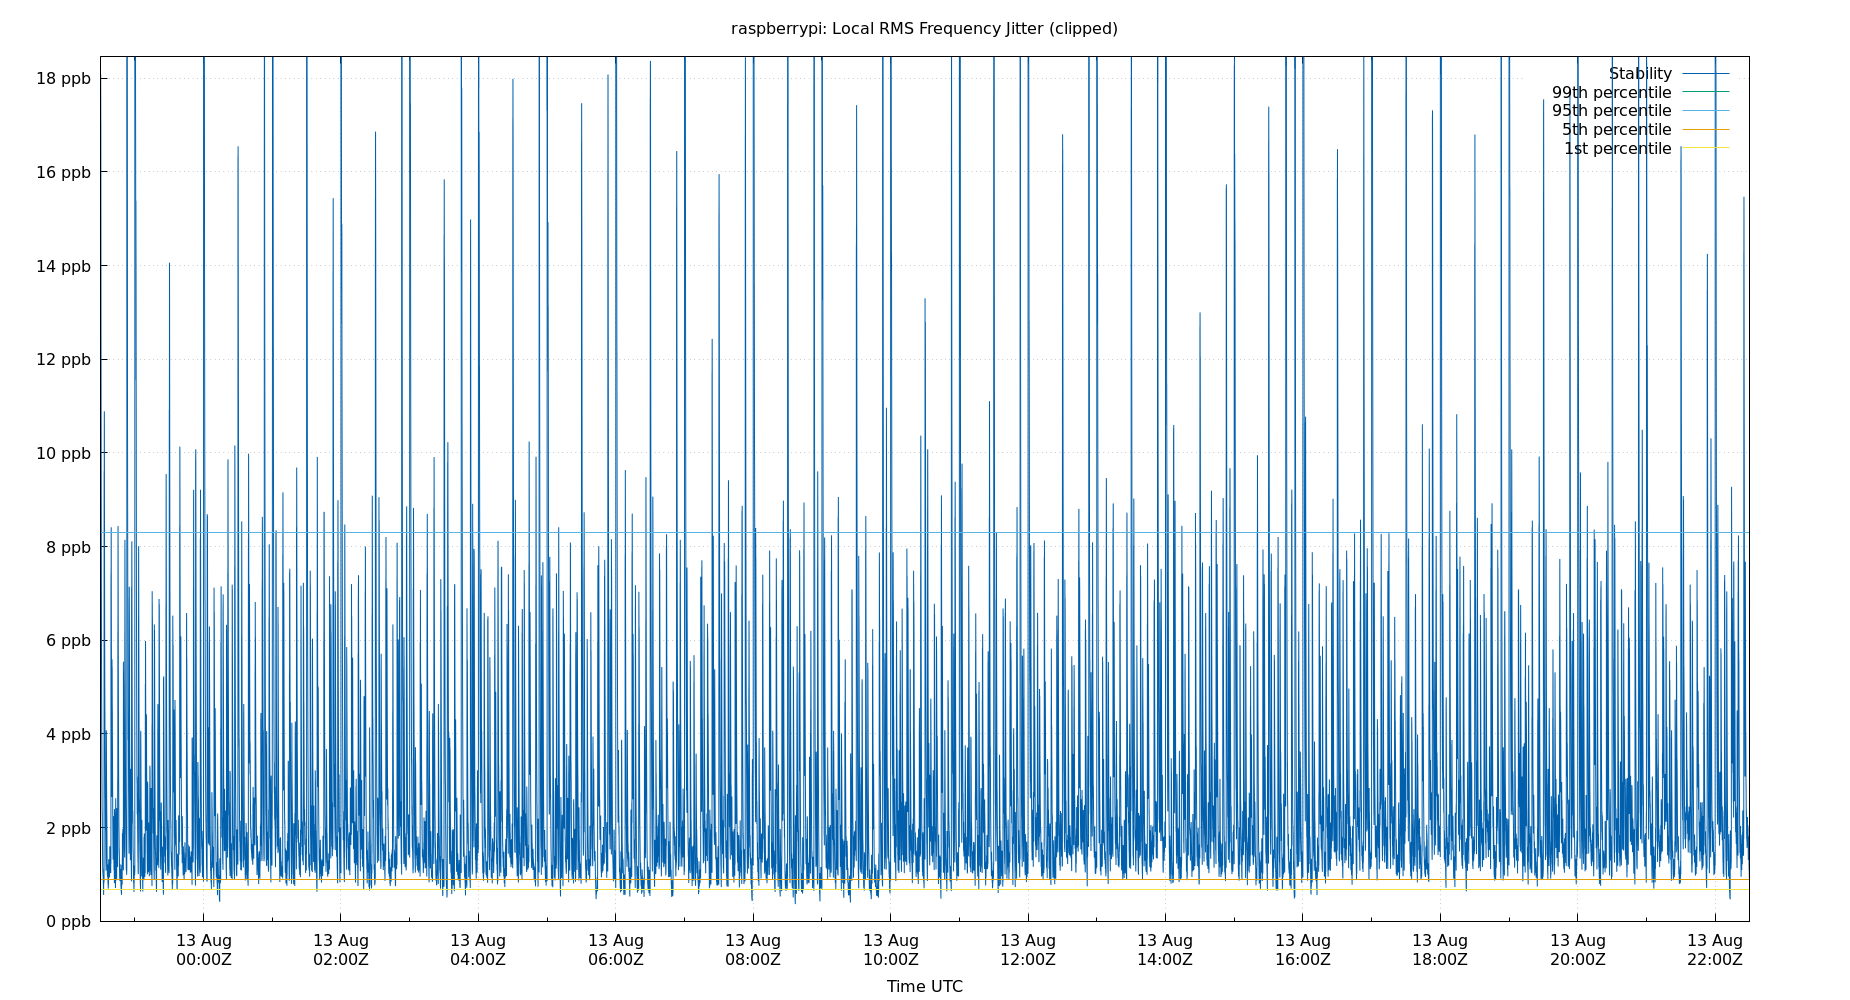 raspberrypi: Local RMS Frequency Jitter (clipped)
18 ppb
16 ppb
14 ppb
12 ppb
10 ppb
8 ppb
6 ppb
4 ppb
2 ppb
0 ppb
Stability
99th percentile
95th percentile
5th percentile
1st percentile
13 Aug 13 Aug 13 Aug 13 Aug 13 Aug 13 Aug 13 Aug 13 Aug 13 Aug 13 Aug 13 Aug 13 Aug
00:00Z 02:00Z 04:00Z 06:00Z 08:00Z 10:00Z 12:00Z 14:00Z 16:00Z 18:00Z 20:00Z 22:00Z
Time UTC